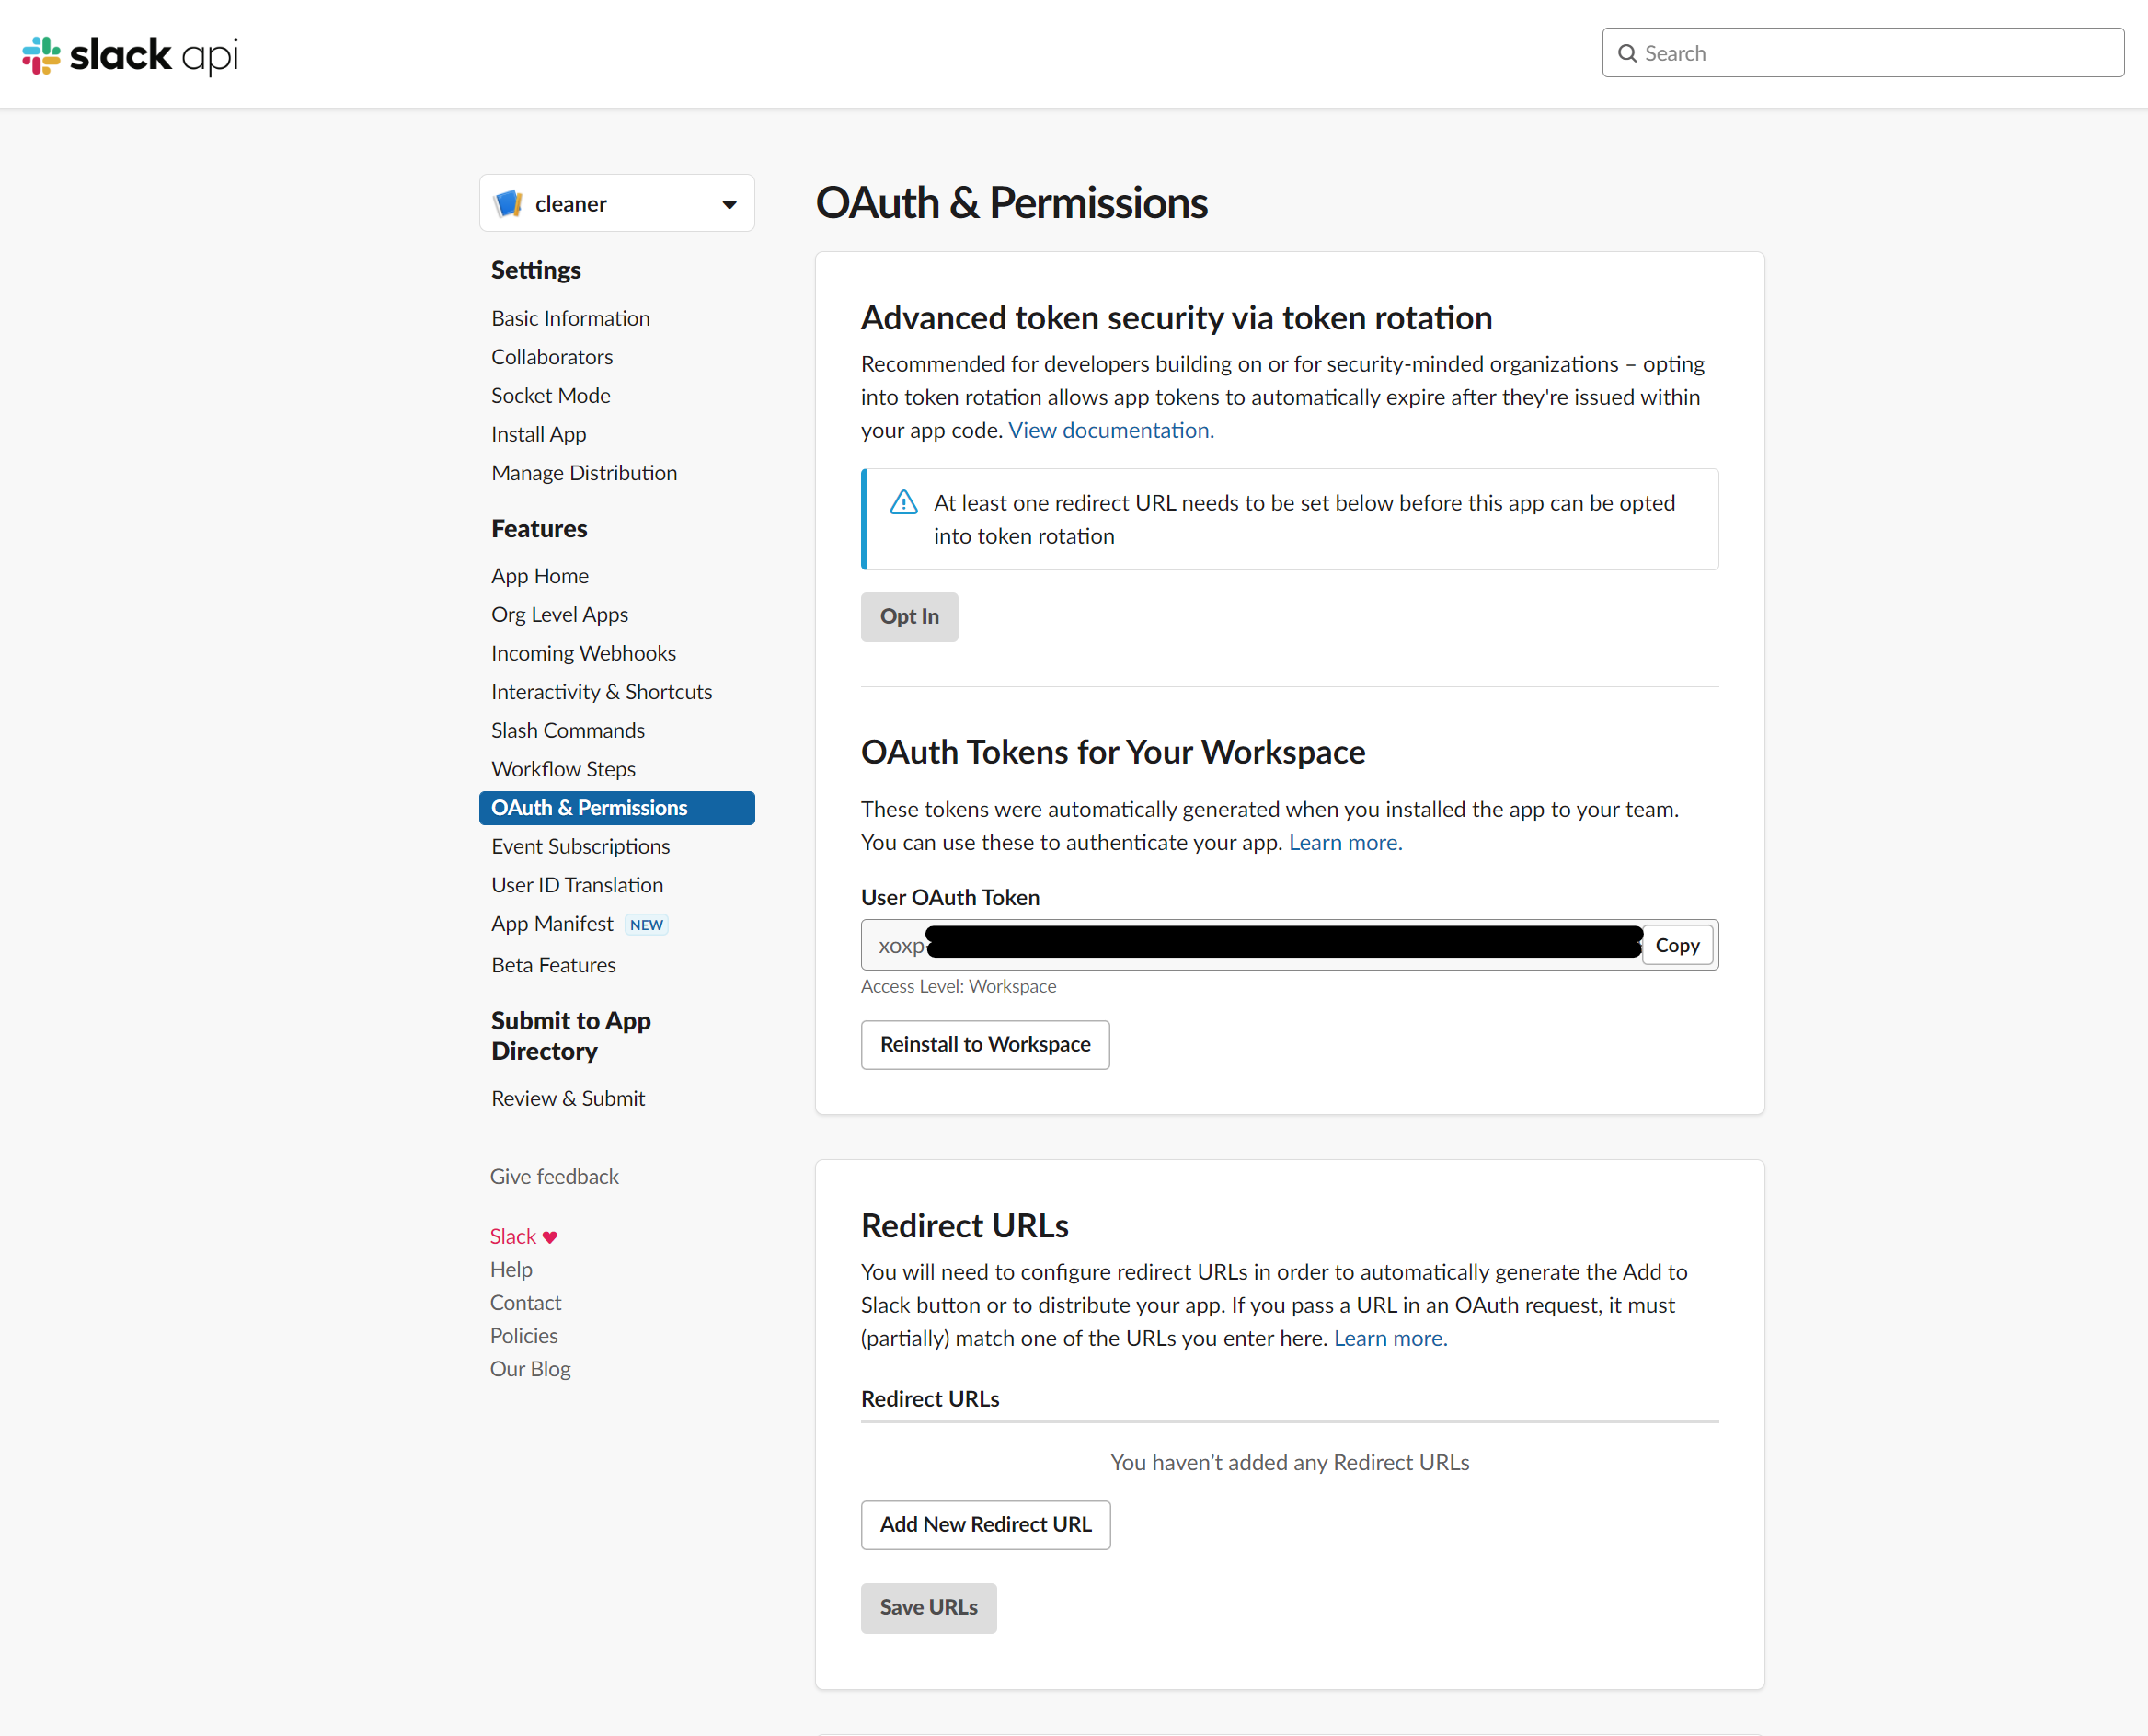 slack api
Search
cleaner
Settings
Basic Information
Collaborators
Socket Mode
Install App
Manage Distribution
Features
App Home
Org Level Apps
Incoming Webhooks
Interactivity & Shortcuts
Slash Commands
Workflow Steps
OAuth & Permissions
Event Subscriptions
User ID Translation
App Manifest NEW
Beta Features
Submit to App
Directory
Review & Submit
Give feedback
Slack ♥
Help
Contact
Policies
Our Blog
OAuth & Permissions
Advanced token security via token rotation
Recommended for developers building on or for security-minded organizations – opting
into token rotation allows app tokens to automatically expire after they're issued within
your app code. View documentation.
At least one redirect URL needs to be set below before this app can be opted
into token rotation
Opt In
OAuth Tokens for Your Workspace
These tokens were automatically generated when you installed the app to your team.
You can use these to authenticate your app. Learn more.
User OAuth Token
xoxp
Copy
Access Level: Workspace
Reinstall to Workspace
Redirect URLs
You will need to configure redirect URLs in order to automatically generate the Add to
Slack button or to distribute your app. If you pass a URL in an OAuth request, it must
(partially) match one of the URLs you enter here. Learn more.
Redirect URLs
You haven’t added any Redirect URLs
Add New Redirect URL
Save URLs